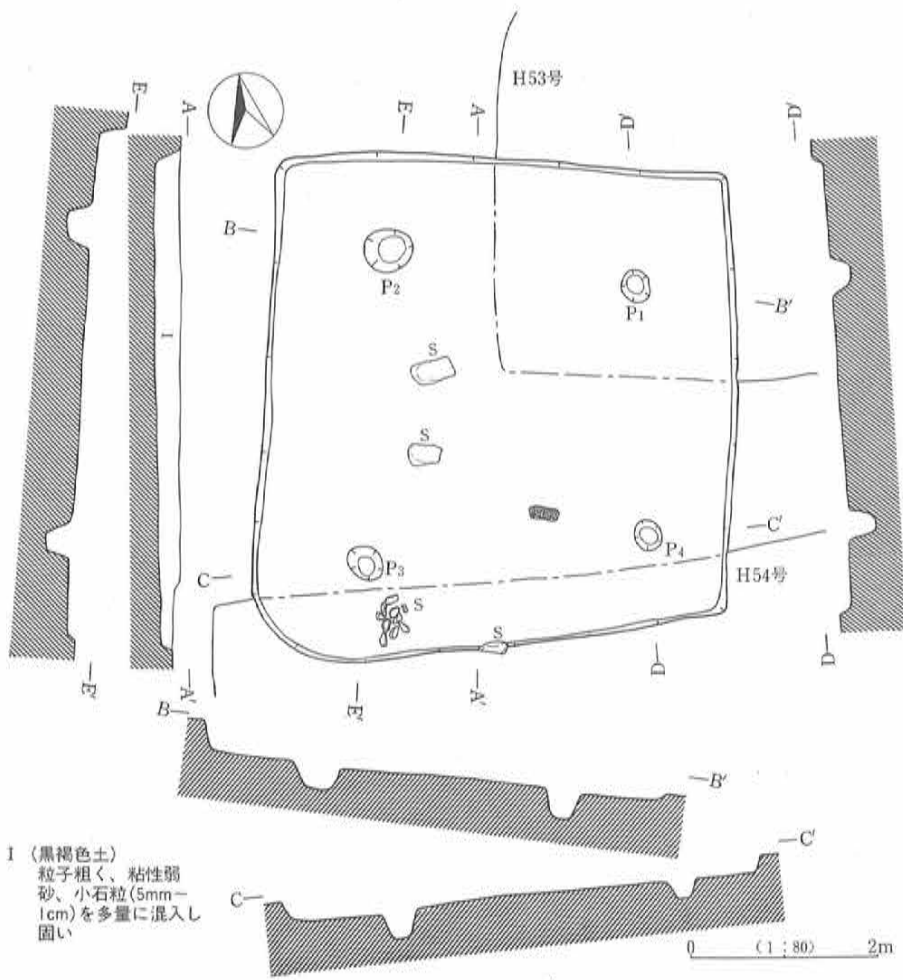 H53号
E
A
E
A
D'
D'
B
B'
P2
P1
I
S
S
C'
P4
C
P3
S
H54号
S
E'
A'
B
E'
A'
D
D
B'
I (黒褐色土)
粒子粗く、粘性弱
砂、小石粒(5mm−
1cm)を多量に混入し
固い
C'
C
0 (1:80) 2m